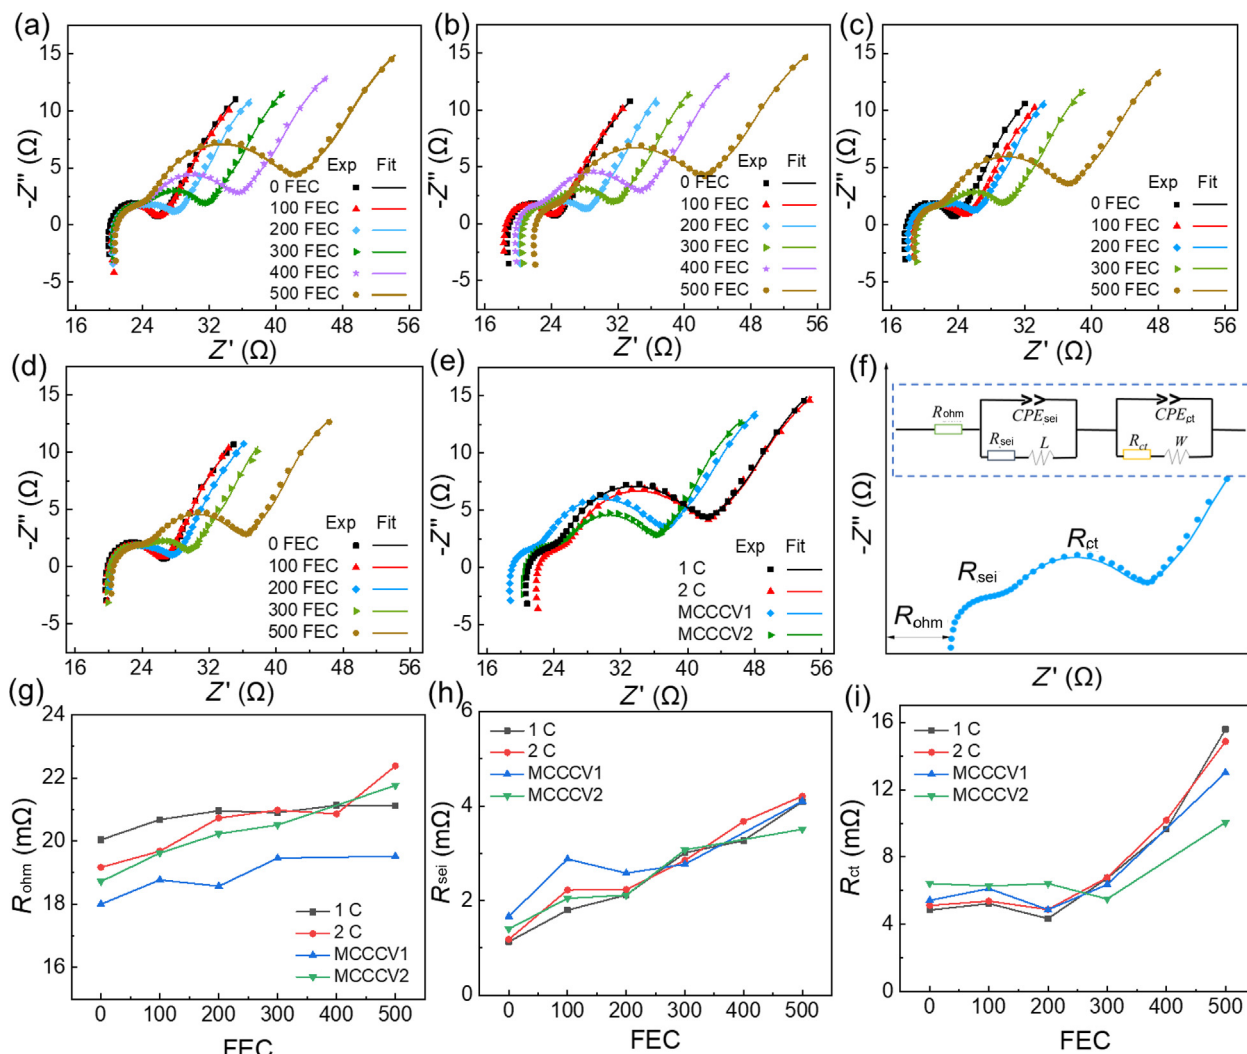 (a)
15
10
5
0
-5
-Z'' (Ω)
16 24 32 40 48 56
Z' (Ω)
Exp Fit
0 FEC
100 FEC
200 FEC
300 FEC
400 FEC
500 FEC
(b)
15
10
5
0
-5
-Z'' (Ω)
16 24 32 40 48 56
Z' (Ω)
Exp Fit
0 FEC
100 FEC
200 FEC
300 FEC
400 FEC
500 FEC
(c)
15
10
5
0
-5
-Z'' (Ω)
16 24 32 40 48 56
Z' (Ω)
Exp Fit
0 FEC
100 FEC
200 FEC
300 FEC
500 FEC
(d)
15
10
5
0
-5
-Z'' (Ω)
16 24 32 40 48 56
Z' (Ω)
Exp Fit
0 FEC
100 FEC
200 FEC
300 FEC
500 FEC
(e)
15
10
5
0
-5
-Z'' (Ω)
16 24 32 40 48 56
Z' (Ω)
Exp Fit
1 C
2 C
MCCCV1
MCCCV2
(f)
Rohm
CPEsei
Rsei L
CPEct
Rct W
-Z'' (Ω)
Rct
Rsei
Rohm
Z' (Ω)
(g)
24
22
20
18
16
Rohm (mΩ)
0 100 200 300 400 500
FEC
1 C
2 C
MCCCV1
MCCCV2
(h)
6
4
2
0
Rsei (mΩ)
0 100 200 300 400 500
FEC
1 C
2 C
MCCCV1
MCCCV2
(i)
16
12
8
4
0
Rct (mΩ)
0 100 200 300 400 500
FEC
1 C
2 C
MCCCV1
MCCCV2